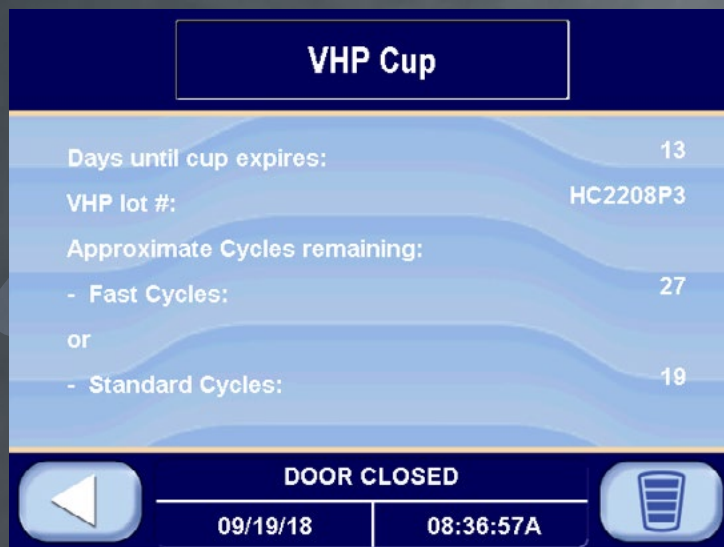 VHP Cup
Days until cup expires: 13
VHP lot #: HC2208P3
Approximate Cycles remaining:
- Fast Cycles: 27
or
- Standard Cycles: 19
DOOR CLOSED
09/19/18 08:36:57A